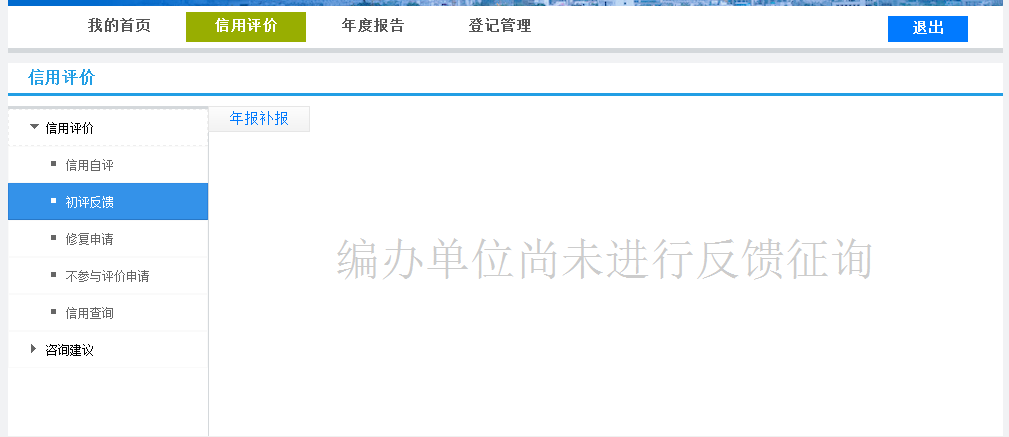 我的首页 信用评价 年度报告 登记管理 退出
信用评价
信用评价
信用自评
初评反馈
修复申请
不参与评价申请
信用查询
咨询建议
年报补报
编办单位尚未进行反馈征询